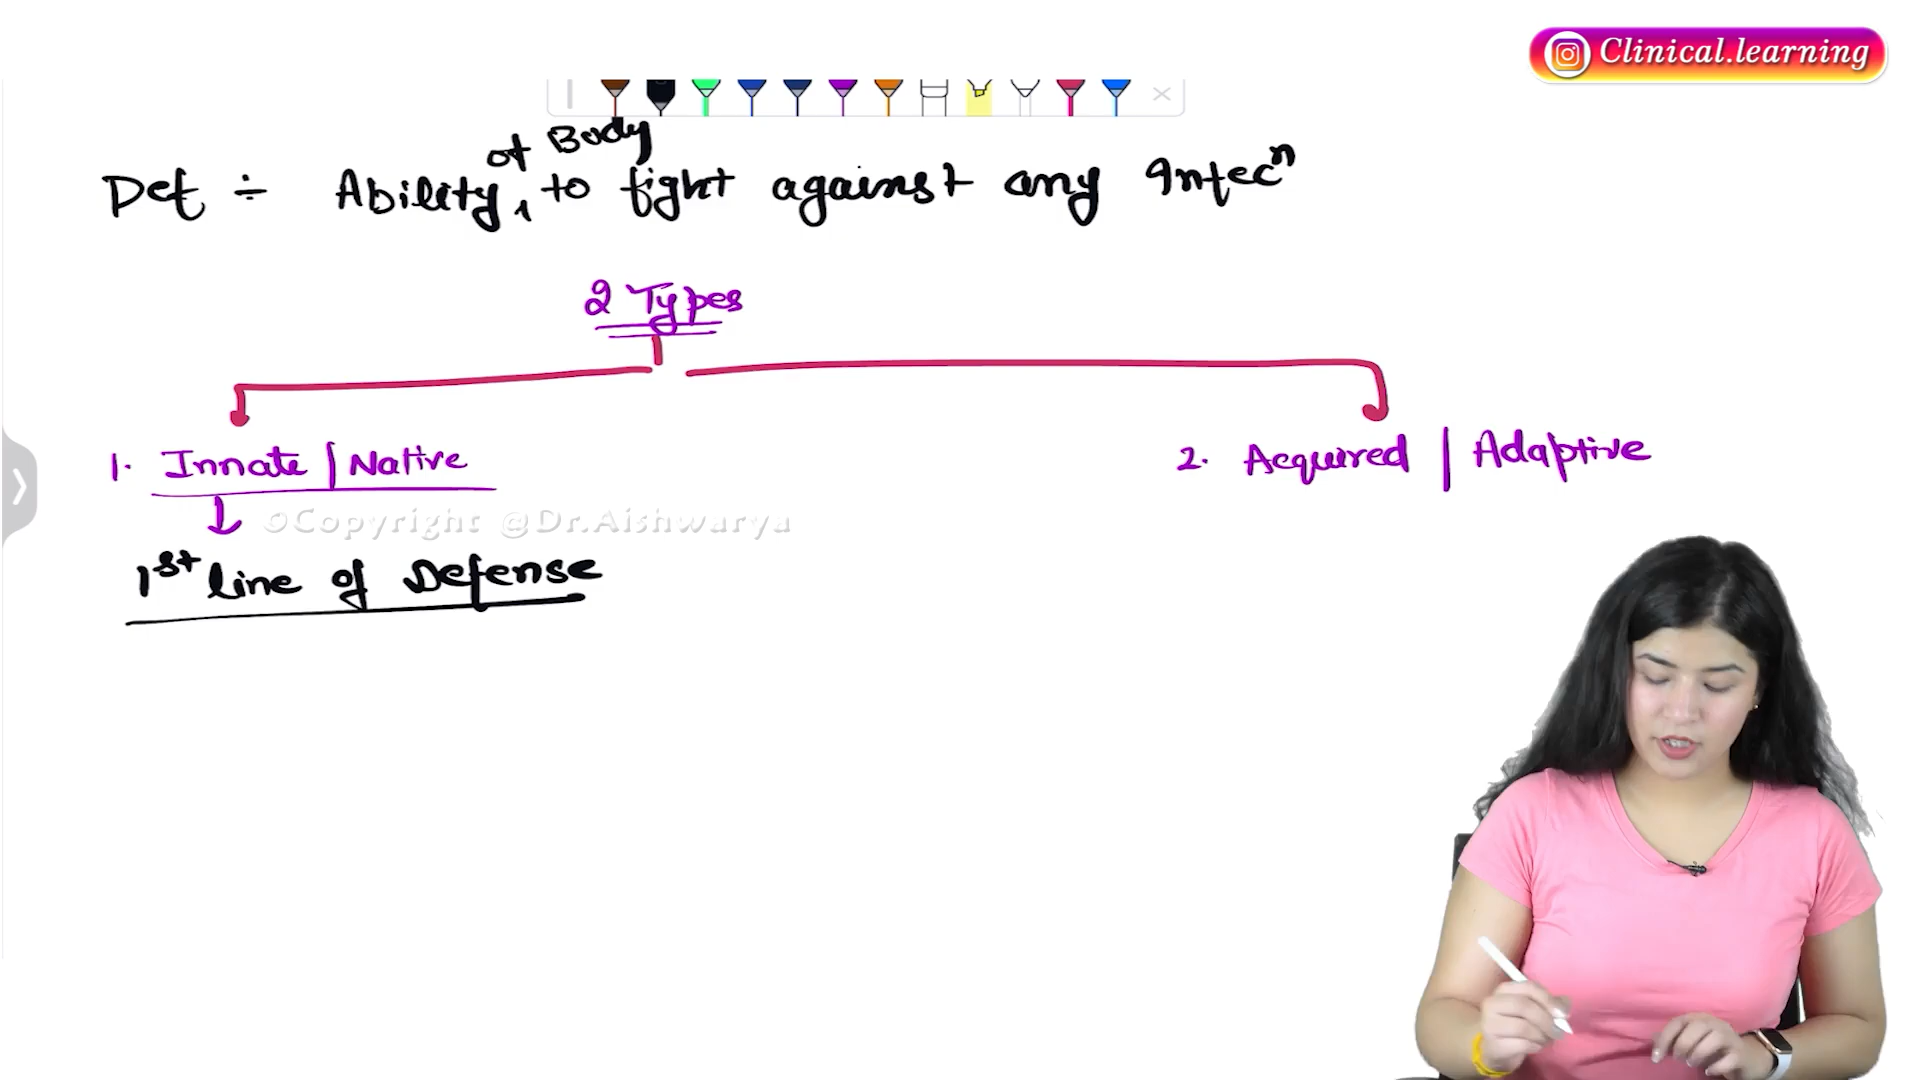 Clinical.learning
of Body
Def ÷ Ability to fight against any Infecⁿ
2 Types
1. Innate | Native
2. Acquired | Adaptive
©Copyright @Dr.Aishwarya
1st line of Defense